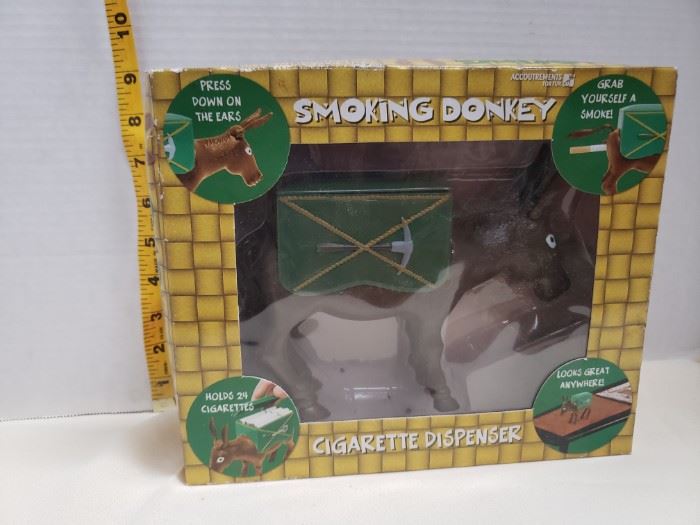 ACCOUTREMENTS
PRESS
DOWN ON
THE EARS
SMOKING DONKEY
GRAB
YOURSELF A
SMOKE!
HOLDS 24
CIGARETTES
LOOKS GREAT
ANYWHERE!
CIGARETTE DISPENSER
10
9
8
7
6
5
4
3
2
1